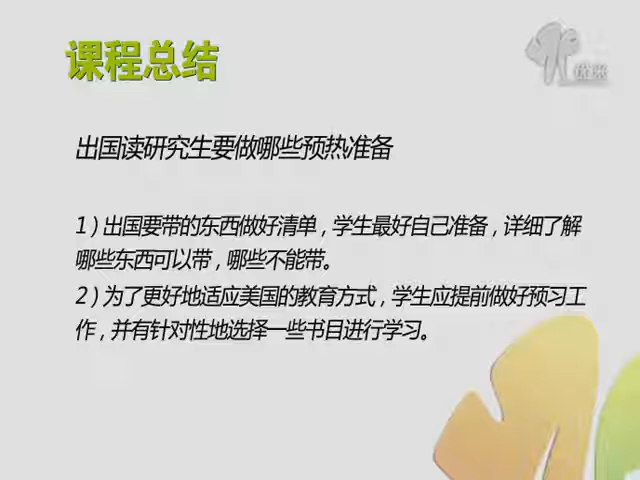 课程总结
优米
出国读研究生要做哪些预热准备
1）出国要带的东西做好清单，学生最好自己准备，详细了解
哪些东西可以带，哪些不能带。
2）为了更好地适应美国的教育方式，学生应提前做好预习工
作，并有针对性地选择一些书目进行学习。